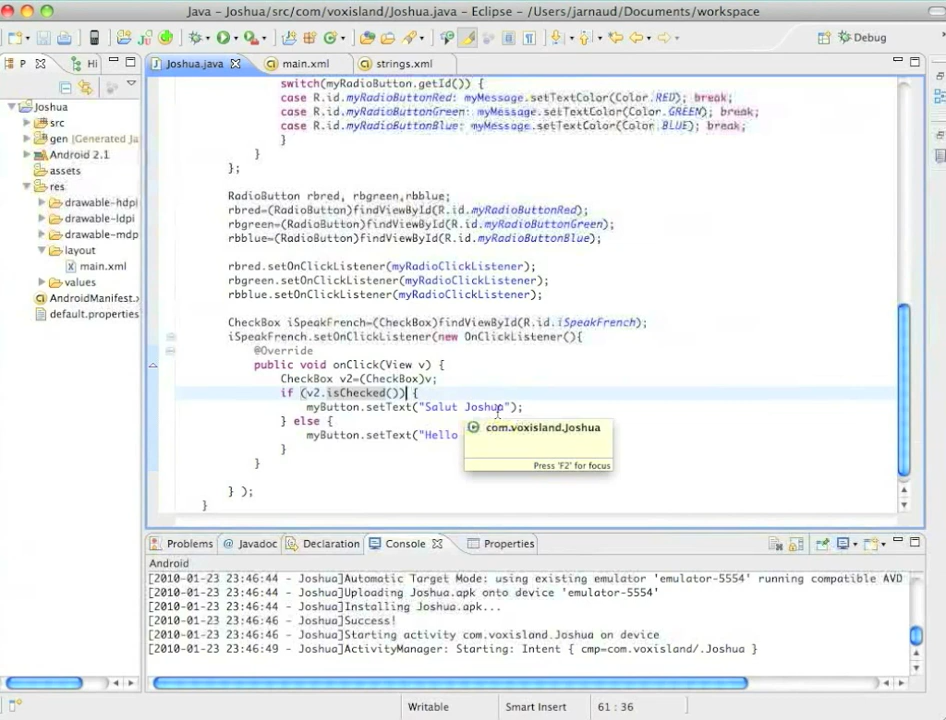 Java - Joshua/src/com/voxisland/Joshua.java - Eclipse - /Users/jarnaud/Documents/workspace
Debug
P
Hi
Joshua.java
main.xml
strings.xml
Joshua
src
gen [Generated Ja
Android 2.1
assets
res
drawable-hdpi
drawable-ldpi
drawable-mdp
layout
main.xml
values
AndroidManifest.x
default.properties
switch(myRadioButton.getId()) {
case R.id.myRadioButtonRed: myMessage.setTextColor(Color.RED); break;
case R.id.myRadioButtonGreen: myMessage.setTextColor(Color.GREEN); break;
case R.id.myRadioButtonBlue: myMessage.setTextColor(Color.BLUE); break;
}
}
};
RadioButton rbred, rbgreen,rbblue;
rbred=(RadioButton)findViewById(R.id.myRadioButtonRed);
rbgreen=(RadioButton)findViewById(R.id.myRadioButtonGreen);
rbblue=(RadioButton)findViewById(R.id.myRadioButtonBlue);
rbred.setOnClickListener(myRadioClickListener);
rbgreen.setOnClickListener(myRadioClickListener);
rbblue.setOnClickListener(myRadioClickListener);
CheckBox iSpeakFrench=(CheckBox)findViewById(R.id.iSpeakFrench);
iSpeakFrench.setOnClickListener(new OnClickListener(){
@Override
public void onClick(View v) {
CheckBox v2=(CheckBox)v;
if (v2.isChecked()) {
myButton.setText("Salut Joshua");
} else {
myButton.setText("Hello
}
}
} );
}
com.voxisland.Joshua
Press 'F2' for focus
Problems
@ Javadoc
Declaration
Console
Properties
Android
[2010-01-23 23:46:44 - Joshua]Automatic Target Mode: using existing emulator 'emulator-5554' running compatible AVD
[2010-01-23 23:46:44 - Joshua]Uploading Joshua.apk onto device 'emulator-5554'
[2010-01-23 23:46:44 - Joshua]Installing Joshua.apk...
[2010-01-23 23:46:46 - Joshua]Success!
[2010-01-23 23:46:46 - Joshua]Starting activity com.voxisland.Joshua on device
[2010-01-23 23:46:49 - Joshua]ActivityManager: Starting: Intent { cmp=com.voxisland/.Joshua }
Writable
Smart Insert
61 : 36